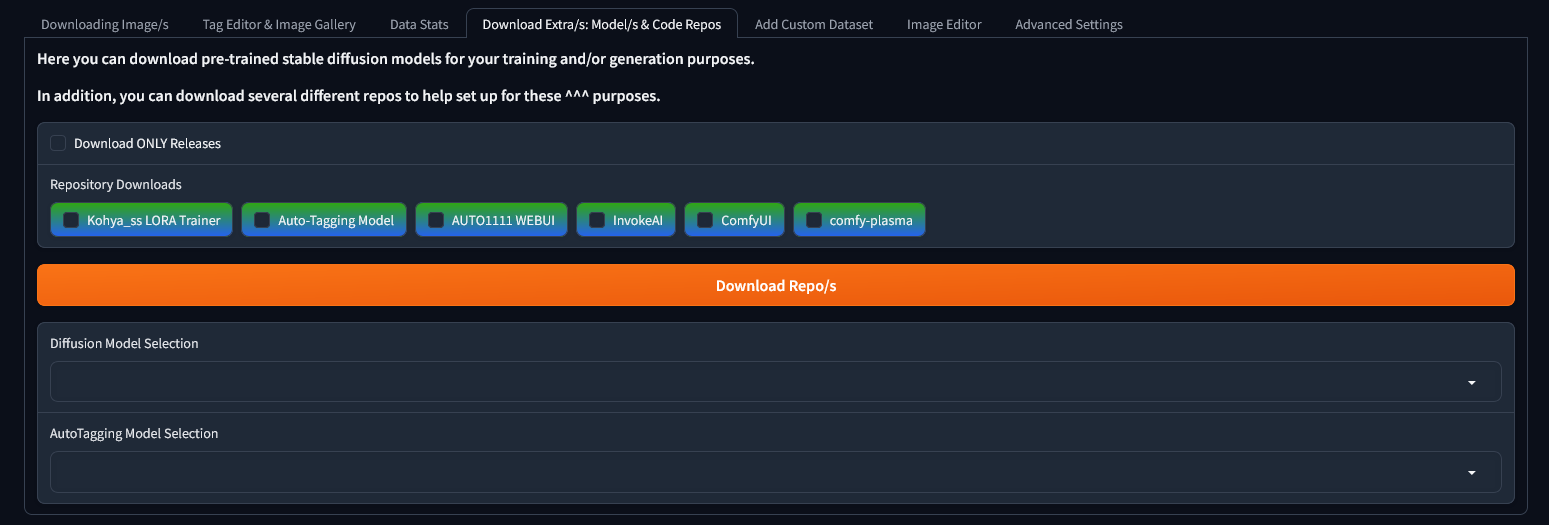 Downloading Image/s Tag Editor & Image Gallery Data Stats Download Extra/s: Model/s & Code Repos Add Custom Dataset Image Editor Advanced Settings
Here you can download pre-trained stable diffusion models for your training and/or generation purposes.
In addition, you can download several different repos to help set up for these ^^^ purposes.
Download ONLY Releases
Repository Downloads
Kohya_ss LORA Trainer Auto-Tagging Model AUTO1111 WEBUI InvokeAI ComfyUI comfy-plasma
Download Repo/s
Diffusion Model Selection
AutoTagging Model Selection